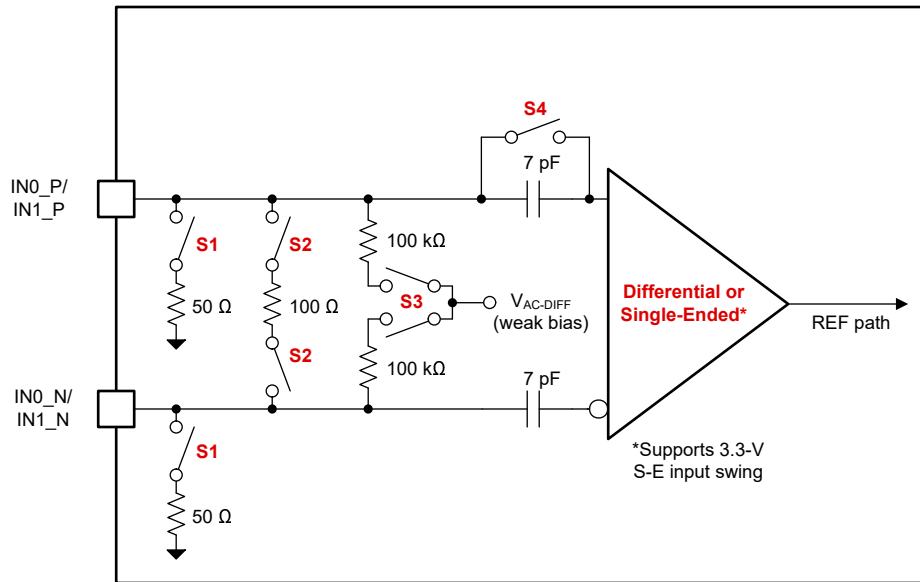 S4
7 pF
IN0_P/
IN1_P
S1
S2
100 kΩ
50 Ω
100 Ω
S3
V_AC-DIFF
(weak bias)
Differential or
Single-Ended*
REF path
S2
100 kΩ
7 pF
IN0_N/
IN1_N
S1
*Supports 3.3-V
S-E input swing
50 Ω